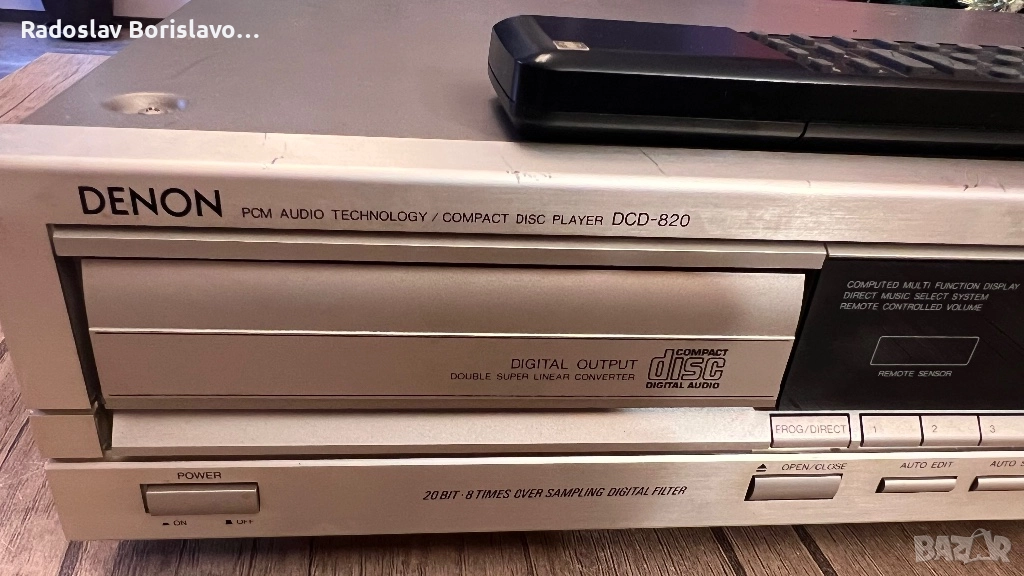 Radoslav Borislavo...
DENON PCM AUDIO TECHNOLOGY / COMPACT DISC PLAYER DCD-820
COMPUTED MULTI FUNCTION DISPLAY
DIRECT MUSIC SELECT SYSTEM
REMOTE CONTROLLED VOLUME
REMOTE SENSOR
DIGITAL OUTPUT
DOUBLE SUPER LINEAR CONVERTER
COMPACT
disc
DIGITAL AUDIO
PROG/DIRECT 1 2 3
POWER
ON OFF
20 BIT · 8 TIMES OVER SAMPLING DIGITAL FILTER
OPEN/CLOSE AUTO EDIT AUTO
BAZAR